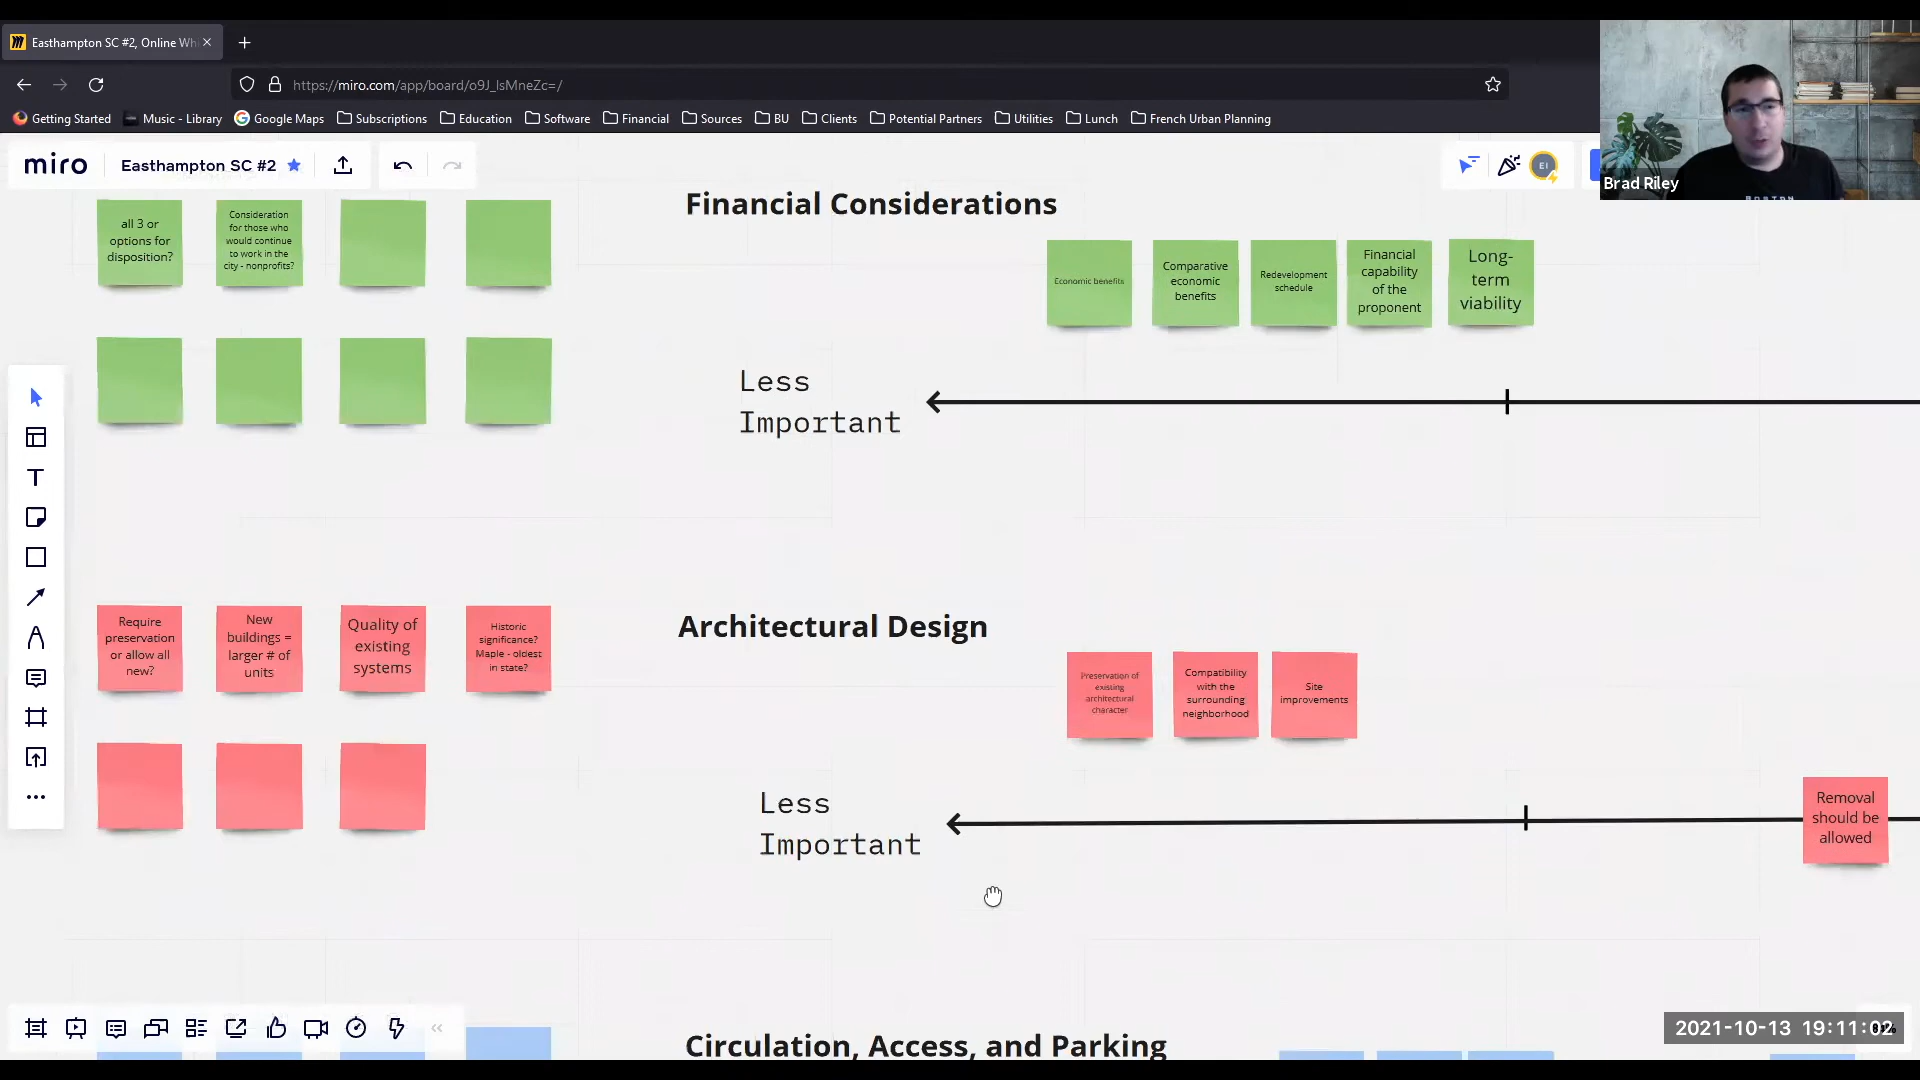 Easthampton SC #2, Online Whi
https://miro.com/app/board/o9J_lsMneZc=/
Getting Started
Music - Library
Google Maps
Subscriptions
Education
Software
Financial
Sources
BU
Clients
Potential Partners
Utilities
Lunch
French Urban Planning
Brad Riley
BOSTON
miro
Easthampton SC #2
EI
Financial Considerations
all 3 or
options for
disposition?
Consideration
for those who
would continue
to work in the
city - nonprofits?
Economic benefits
Comparative
economic
benefits
Redevelopment
schedule
Financial
capability
of the
proponent
Long-
term
viability
Less
Important
Architectural Design
Require
preservation
or allow all
new?
New
buildings =
larger # of
units
Quality of
existing
systems
Historic
significance?
Maple - oldest
in state?
Preservation of
existing
architectural
character
Compatibility
with the
surrounding
neighborhood
Site
improvements
Less
Important
Removal
should be
allowed
Circulation, Access, and Parking
2021-10-13 19:11:02